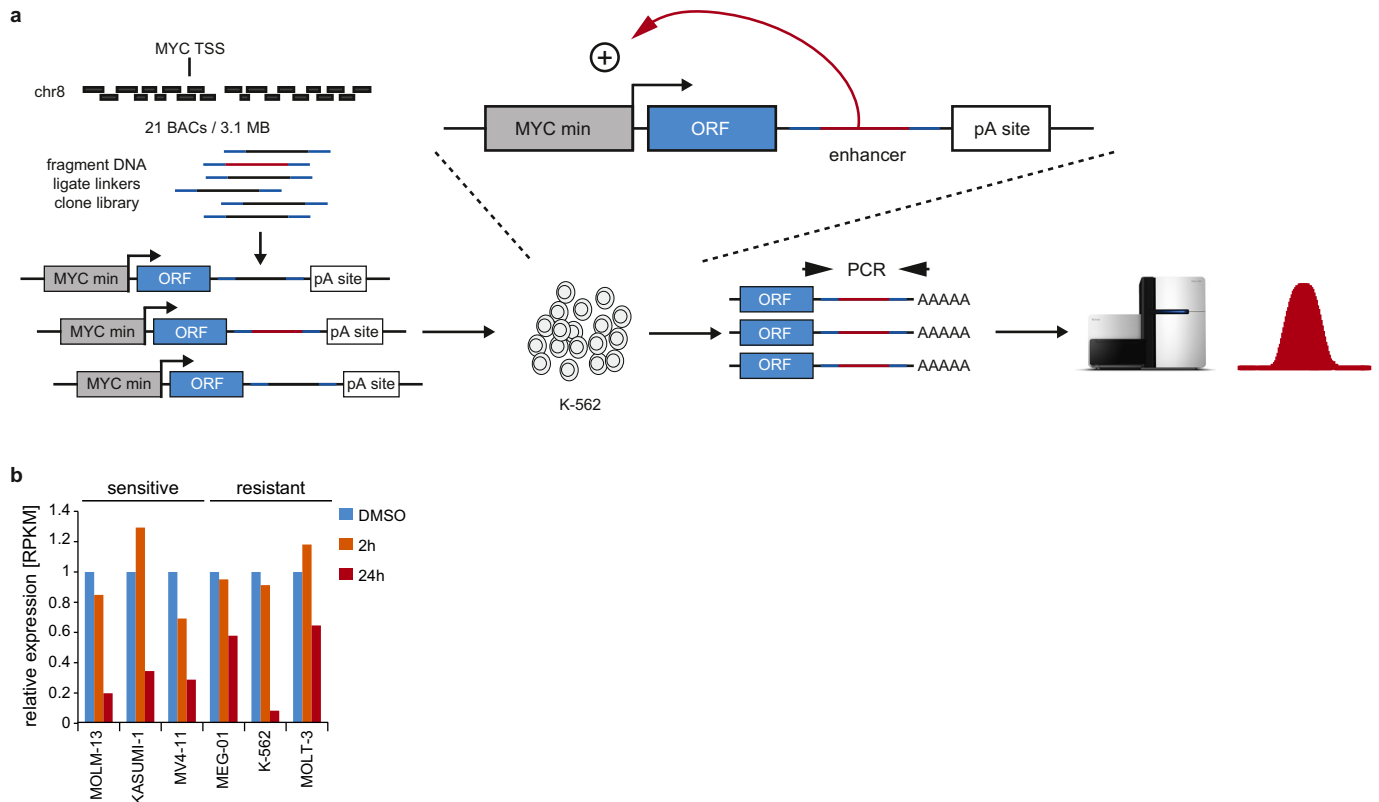 a
MYC TSS
chr8
21 BACs / 3.1 MB
fragment DNA
ligate linkers
clone library
MYC min
ORF
pA site
MYC min
ORF
pA site
MYC min
ORF
pA site
+
MYC min
ORF
enhancer
pA site
K-562
PCR
ORF
AAAAA
ORF
AAAAA
ORF
AAAAA
b
sensitive
resistant
relative expression [RPKM]
1.4
1.2
1
0.8
0.6
0.4
0.2
0
DMSO
2h
24h
MOLM-13
KASUMI-1
MV4-11
MEG-01
K-562
MOLT-3